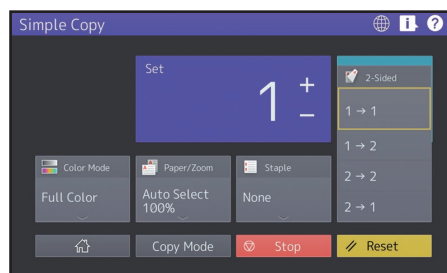 Simple Copy
i ?
Set
1 + -
2-Sided
1 → 1
1 → 2
2 → 2
2 → 1
Color Mode
Full Color
Paper/Zoom
Auto Select
100%
Staple
None
Copy Mode
Stop
Reset